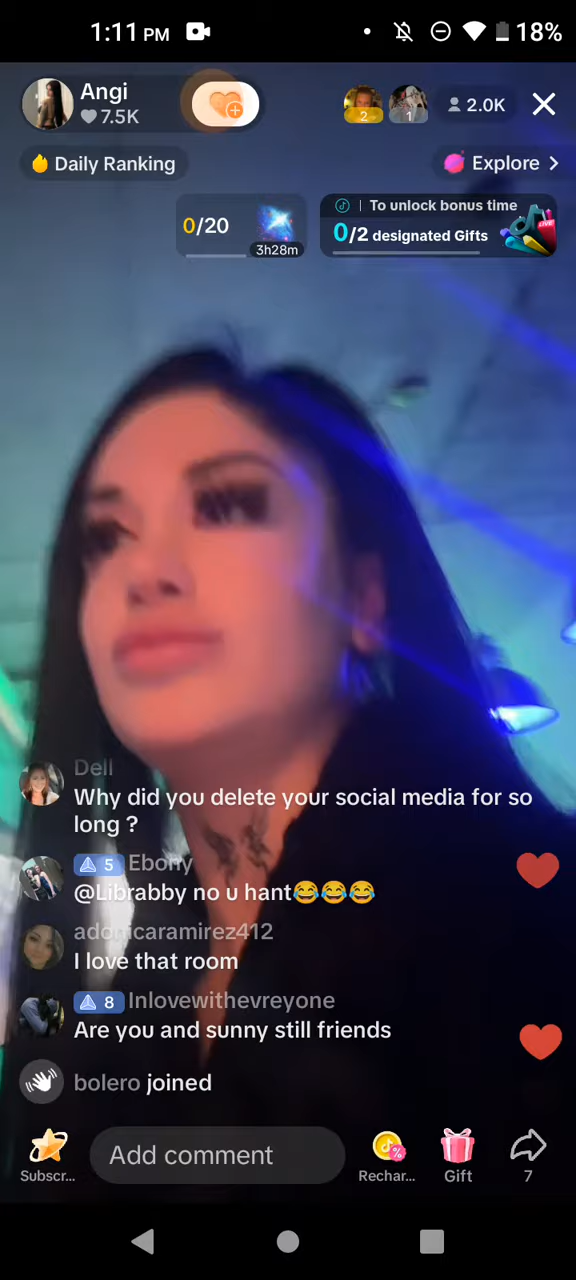 1:11 PM
18%
Angi
7.5K
2
1
2.0K
Daily Ranking
Explore
0/20
3h28m
To unlock bonus time
0/2 designated Gifts
LIVE
Dell
Why did you delete your social media for so
long ?
5 Ebony
@Librabby no u hant😂😂😂
adonicaramirez412
I love that room
8 Inlovewithevreyone
Are you and sunny still friends
bolero joined
Subscr...
Add comment
Rechar...
Gift
7